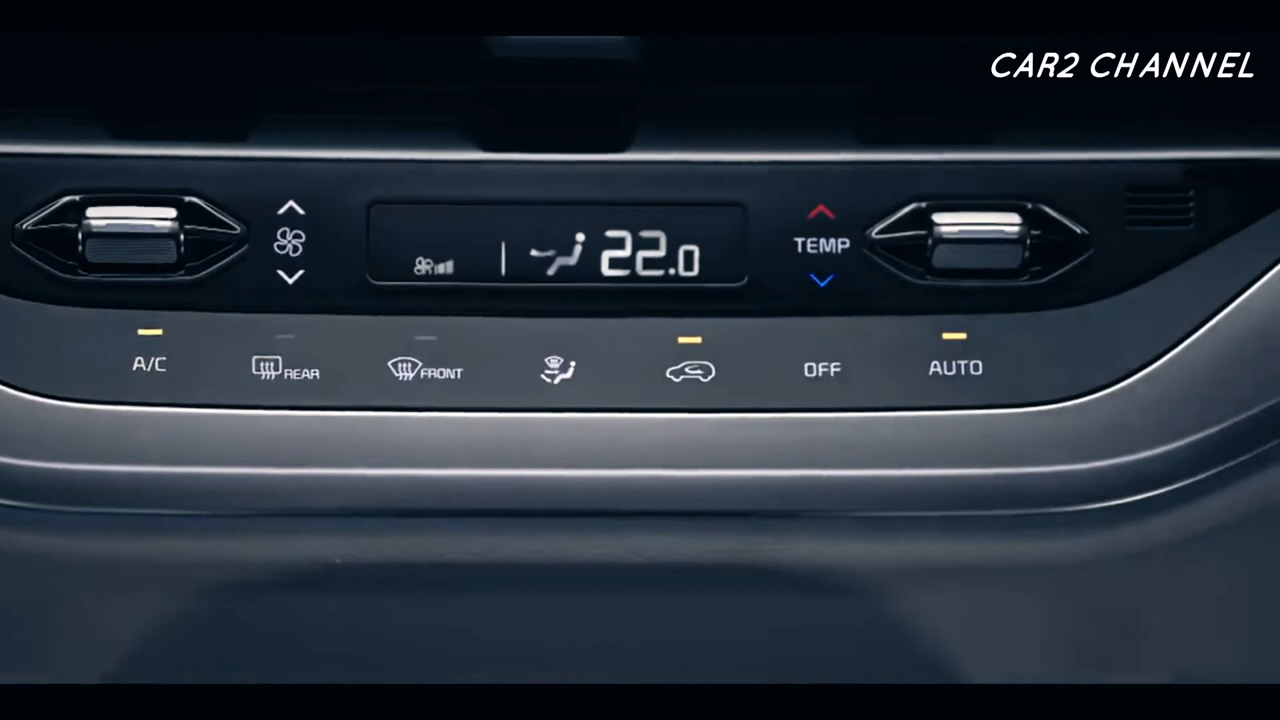 CAR2 CHANNEL
22.0
TEMP
A/C
REAR
FRONT
OFF
AUTO